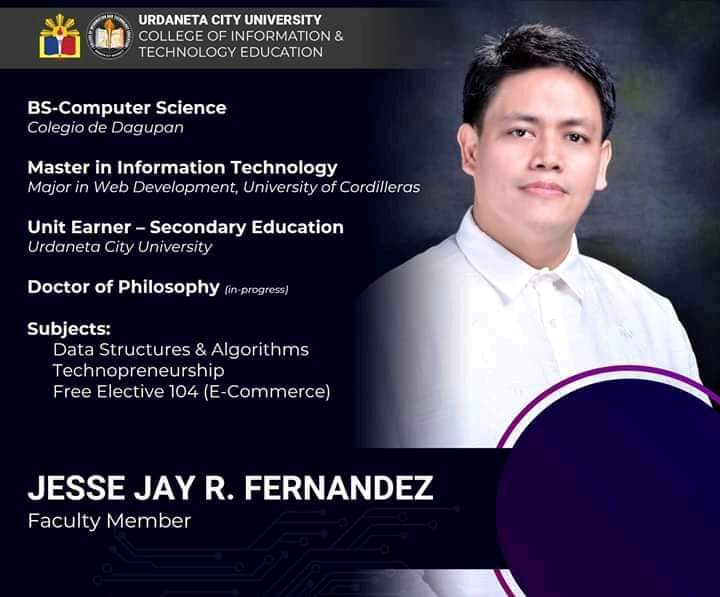 URDANETA CITY UNIVERSITY
COLLEGE OF INFORMATION &
TECHNOLOGY EDUCATION
BS-Computer Science
Colegio de Dagupan
Master in Information Technology
Major in Web Development, University of Cordilleras
Unit Earner – Secondary Education
Urdaneta City University
Doctor of Philosophy (in-progress)
Subjects:
Data Structures & Algorithms
Technopreneurship
Free Elective 104 (E-Commerce)
JESSE JAY R. FERNANDEZ
Faculty Member